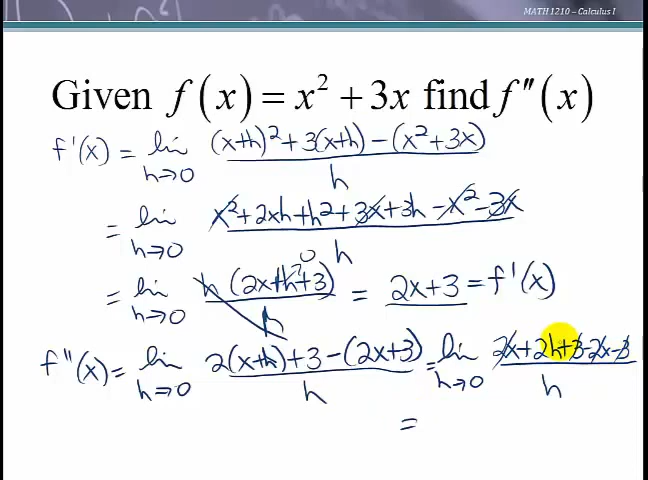 MATH 1210 – Calculus I
Given f(x) = x² + 3x find f″(x)
f'(x) = lim h→0 (x+h)² + 3(x+h) − (x² + 3x) / h
= lim h→0 x² + 2xh + h² + 3x + 3h − x² − 3x / h
= lim h→0 h(2x + h + 3) / h = 2x + 3 = f'(x)
f″(x) = lim h→0 2(x+h) + 3 − (2x+3) / h = lim h→0 2x + 2h + 3 − 2x − 3 / h
=